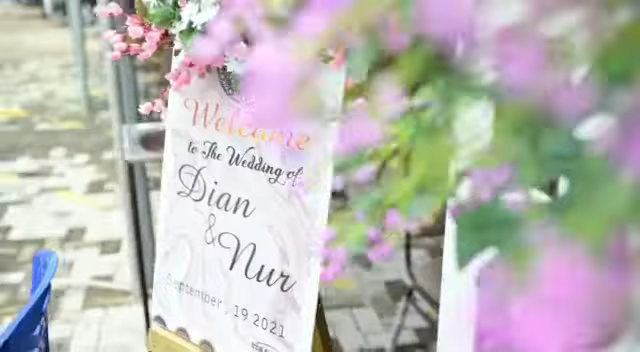 Welcome
to The Wedding of
Dian
&
Nur
September, 19 2021